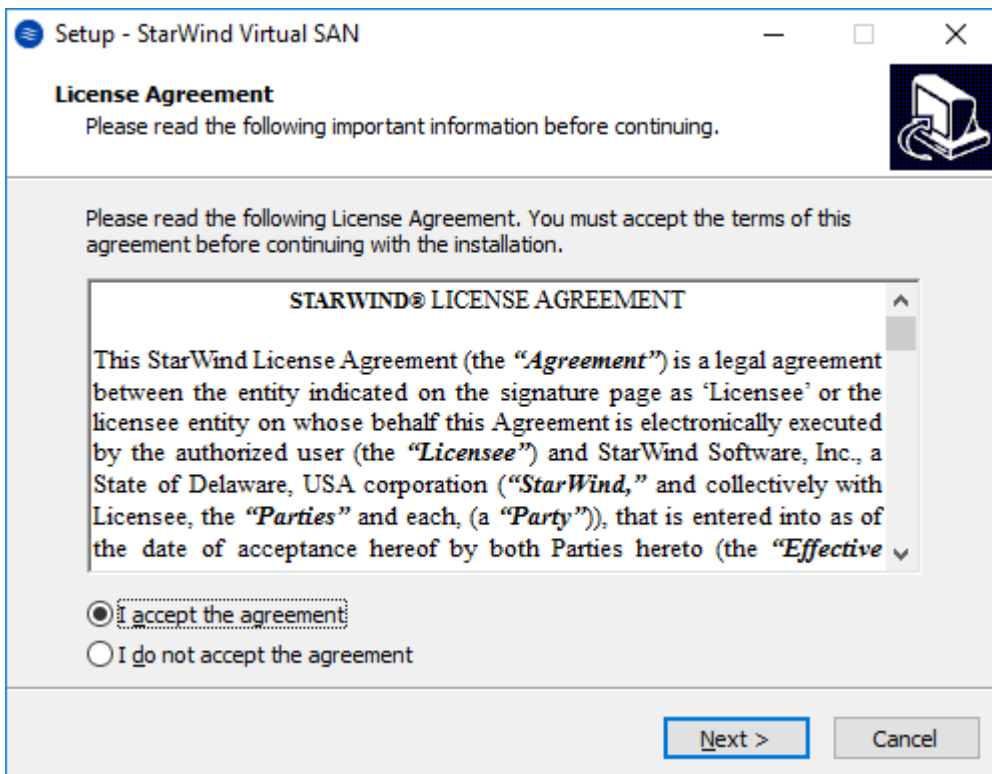 Setup - StarWind Virtual SAN
License Agreement
Please read the following important information before continuing.
Please read the following License Agreement. You must accept the terms of this
agreement before continuing with the installation.
STARWIND® LICENSE AGREEMENT
This StarWind License Agreement (the “Agreement”) is a legal agreement
between the entity indicated on the signature page as ‘Licensee’ or the
licensee entity on whose behalf this Agreement is electronically executed
by the authorized user (the “Licensee”) and StarWind Software, Inc., a
State of Delaware, USA corporation (“StarWind,” and collectively with
Licensee, the “Parties” and each, (a “Party”)), that is entered into as of
the date of acceptance hereof by both Parties hereto (the “Effective
I accept the agreement
I do not accept the agreement
Next >
Cancel